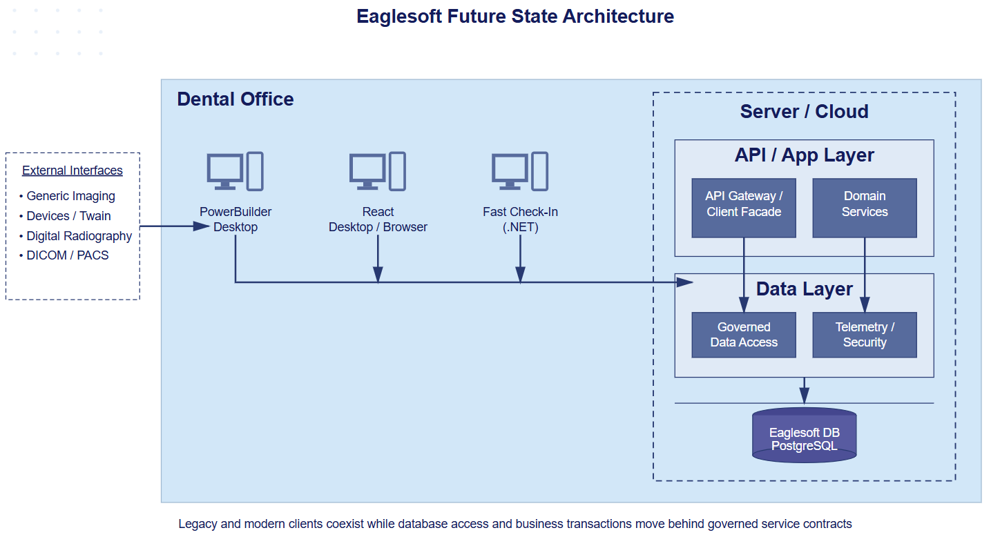 Eaglesoft Future State Architecture
Dental Office
Server / Cloud
External Interfaces
• Generic Imaging
• Devices / Twain
• Digital Radiography
• DICOM / PACS
PowerBuilder
Desktop
React
Desktop / Browser
Fast Check-In
(.NET)
API / App Layer
API Gateway /
Client Facade
Domain
Services
Data Layer
Governed
Data Access
Telemetry /
Security
Eaglesoft DB
PostgreSQL
Legacy and modern clients coexist while database access and business transactions move behind governed service contracts